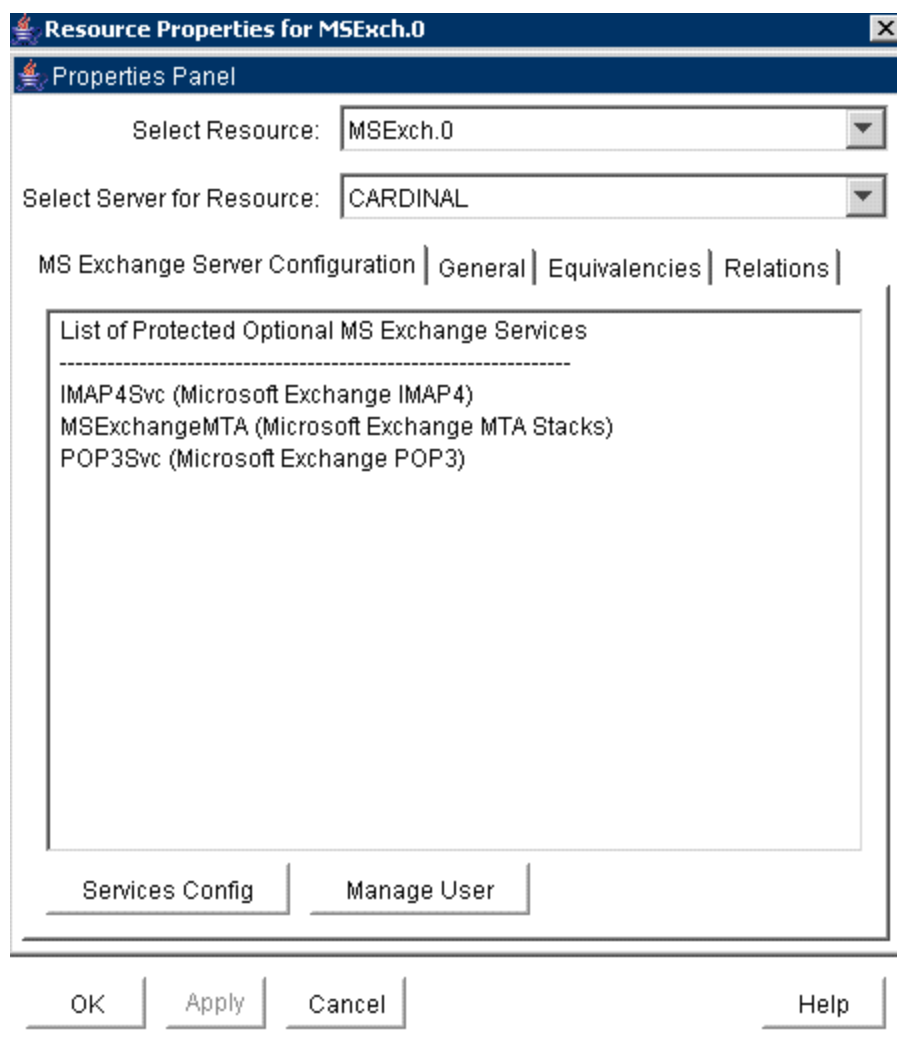 Resource Properties for MSExch.0
Properties Panel
Select Resource: MSExch.0
Select Server for Resource: CARDINAL
MS Exchange Server Configuration General Equivalencies Relations
List of Protected Optional MS Exchange Services
----------------------------------------------------------------
IMAP4Svc (Microsoft Exchange IMAP4)
MSExchangeMTA (Microsoft Exchange MTA Stacks)
POP3Svc (Microsoft Exchange POP3)
Services Config Manage User
OK Apply Cancel Help